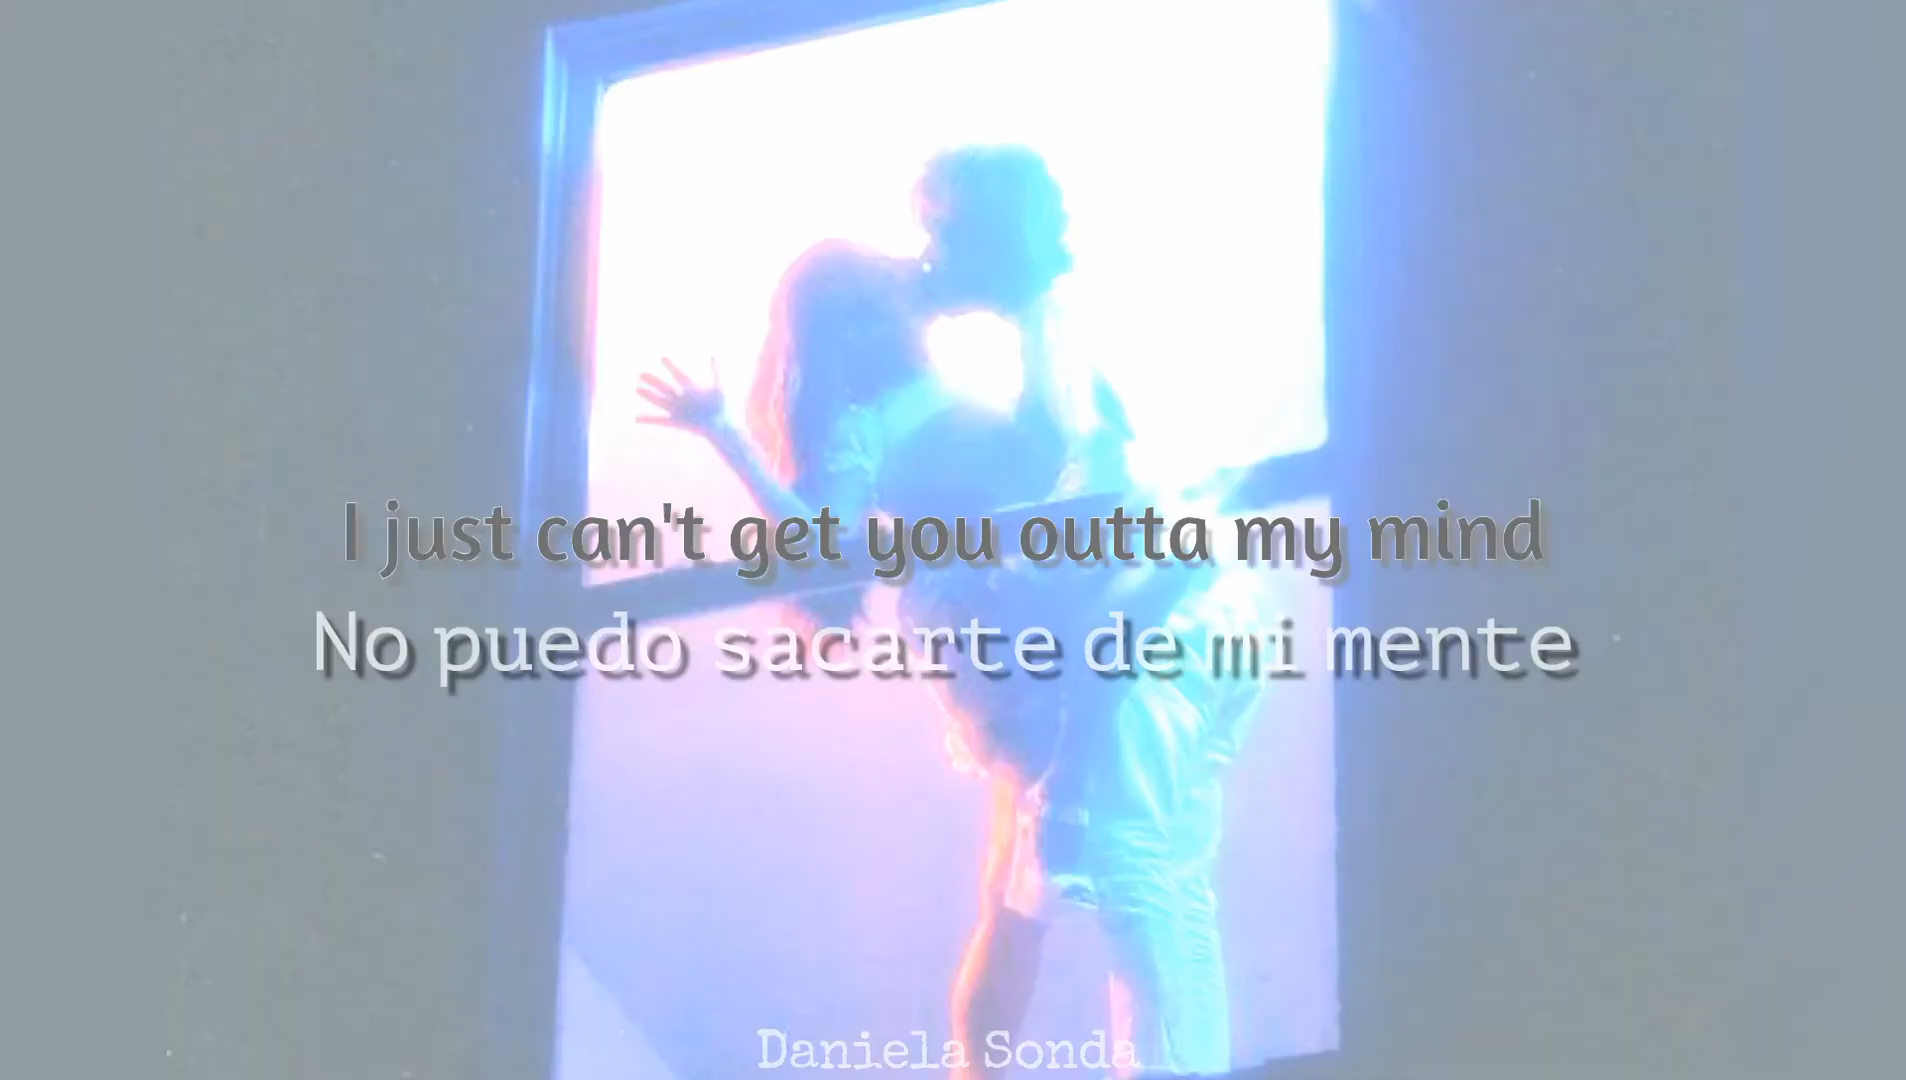 I just can't get you outta my mind
No puedo sacarte de mi mente
Daniela Sonda